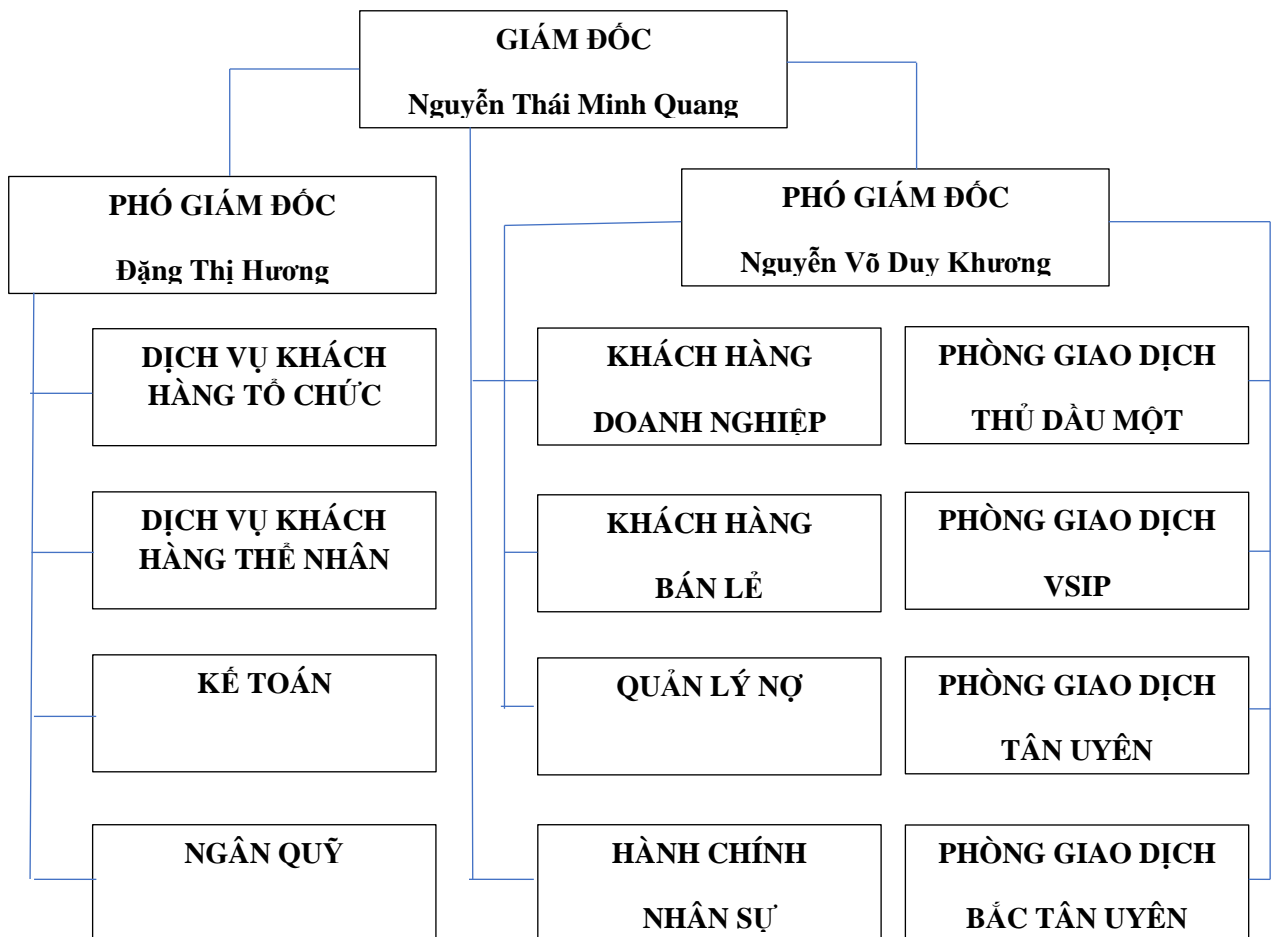 GIÁM ĐỐC
Nguyễn Thái Minh Quang
PHÓ GIÁM ĐỐC
Đặng Thị Hương
PHÓ GIÁM ĐỐC
Nguyễn Võ Duy Khương
DỊCH VỤ KHÁCH
HÀNG TỔ CHỨC
KHÁCH HÀNG
DOANH NGHIỆP
PHÒNG GIAO DỊCH
THỦ DẦU MỘT
DỊCH VỤ KHÁCH
HÀNG THỂ NHÂN
KHÁCH HÀNG
BÁN LẺ
PHÒNG GIAO DỊCH
VSIP
KẾ TOÁN
QUẢN LÝ NỢ
PHÒNG GIAO DỊCH
TÂN UYÊN
NGÂN QUỸ
HÀNH CHÍNH
NHÂN SỰ
PHÒNG GIAO DỊCH
BẮC TÂN UYÊN